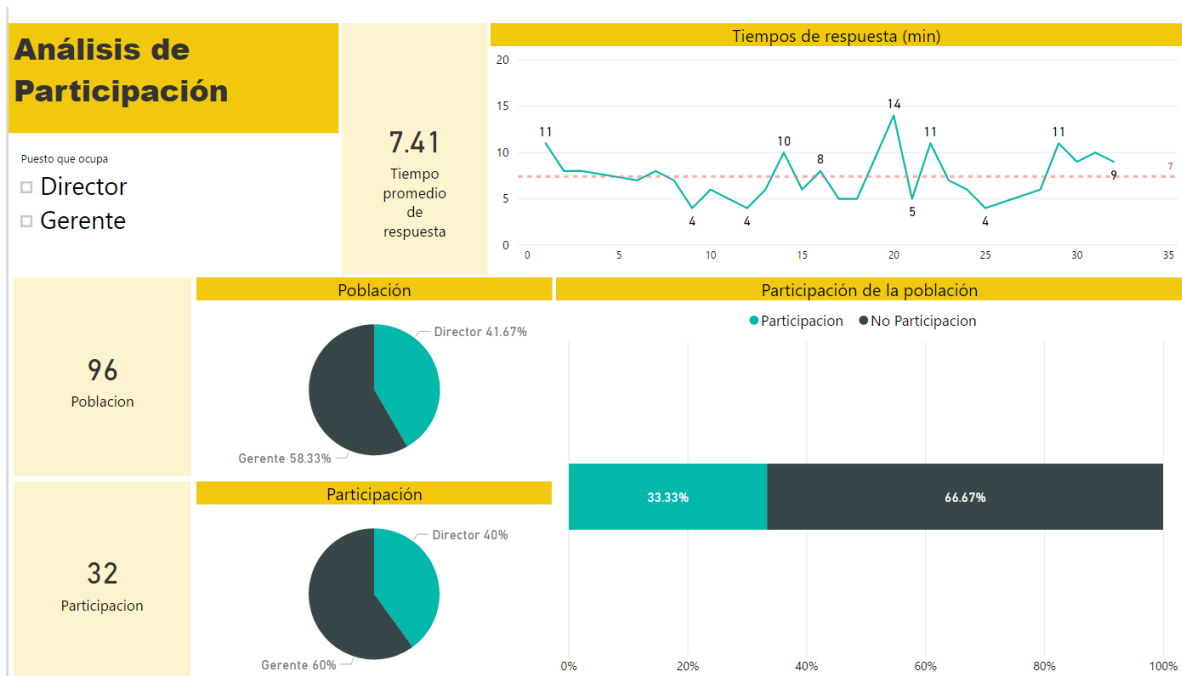 Análisis de
Participación
Puesto que ocupa
Director
Gerente
7.41
Tiempo
promedio
de
respuesta
Tiempos de respuesta (min)
20
15
10
5
0
11
4
4
10
8
14
5
11
4
11
9
7
0 5 10 15 20 25 30 35
96
Poblacion
Población
Director 41.67%
Gerente 58.33%
32
Participacion
Participación
Director 40%
Gerente 60%
Participación de la población
Participacion No Participacion
33.33% 66.67%
0% 20% 40% 60% 80% 100%